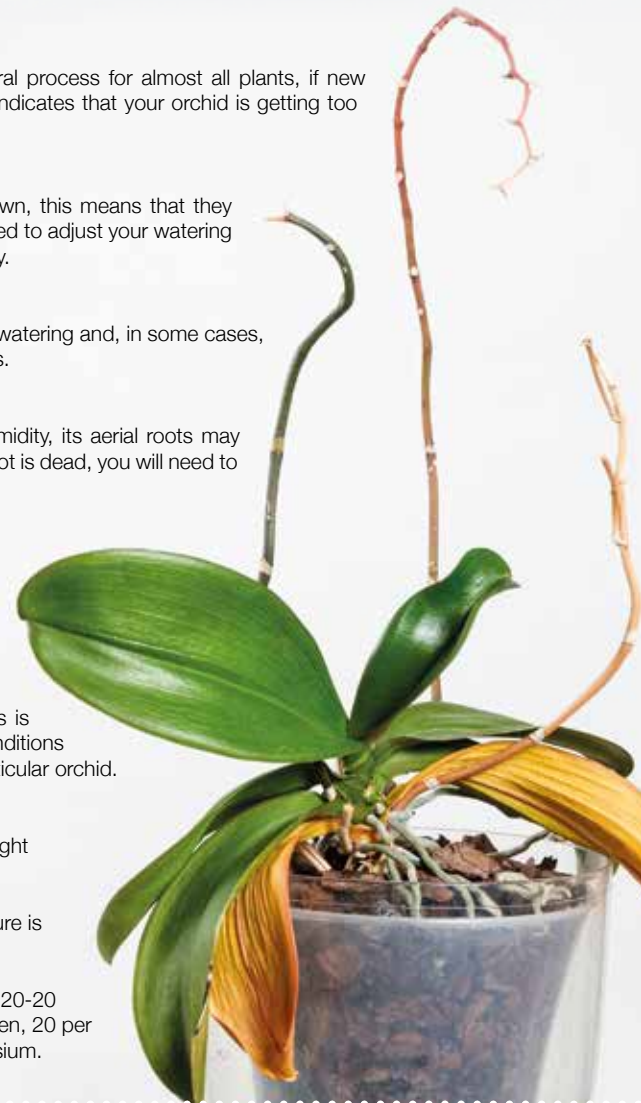 ral process for almost all plants, if new
ndicates that your orchid is getting too
wn, this means that they
ed to adjust your watering
y.
watering and, in some cases,
s.
midity, its aerial roots may
ot is dead, you will need to
s is
nditions
ticular orchid.
ght
ure is
20-20
en, 20 per
sium.